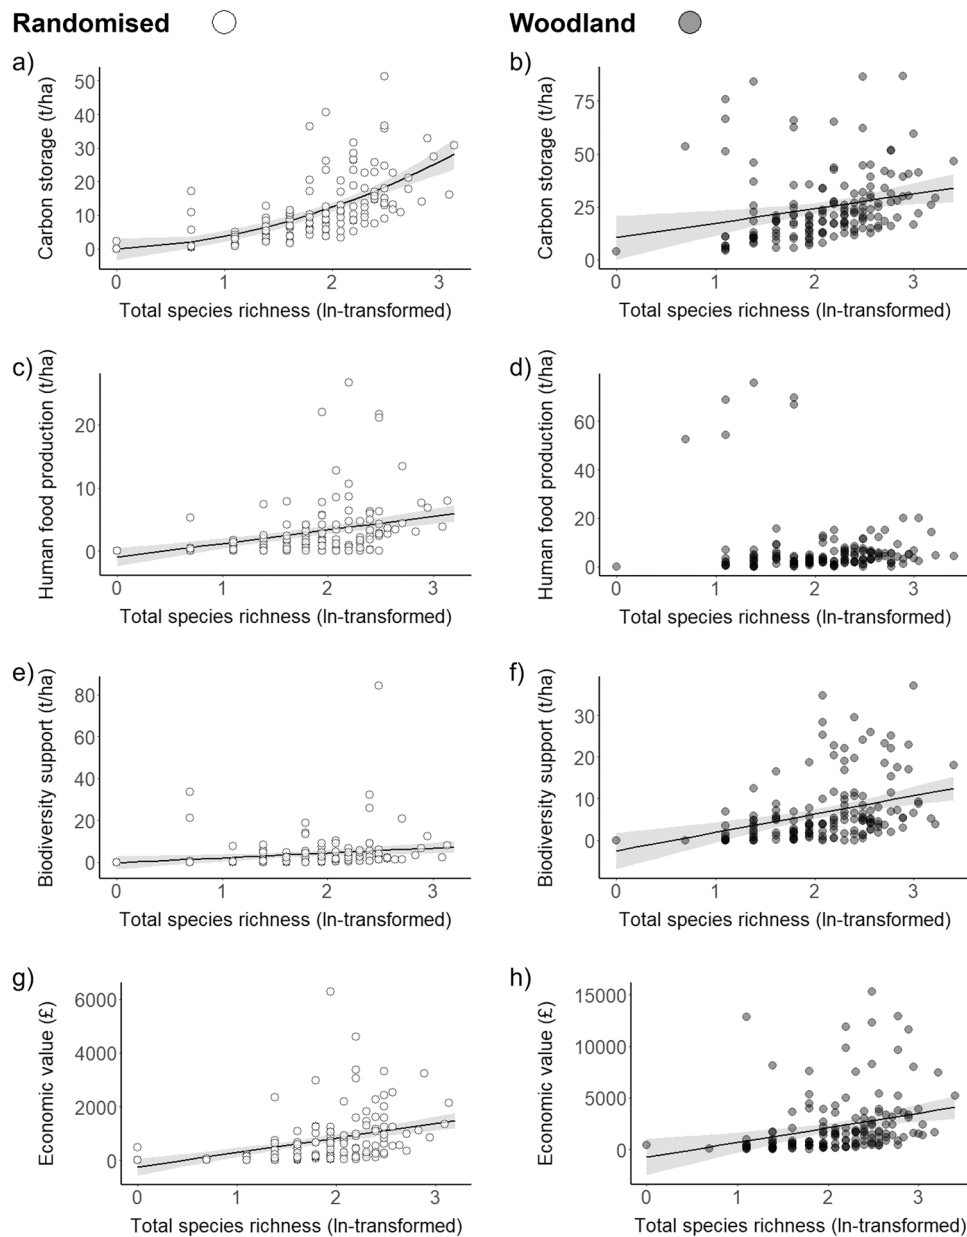 Randomised
Woodland
a)
Carbon storage (t/ha)
50
40
30
20
10
0
0 1 2 3
Total species richness (ln-transformed)
b)
Carbon storage (t/ha)
75
50
25
0
0 1 2 3
Total species richness (ln-transformed)
c)
Human food production (t/ha)
20
10
0
0 1 2 3
Total species richness (ln-transformed)
d)
Human food production (t/ha)
60
40
20
0
0 1 2 3
Total species richness (ln-transformed)
e)
Biodiversity support (t/ha)
80
60
40
20
0
0 1 2 3
Total species richness (ln-transformed)
f)
Biodiversity support (t/ha)
30
20
10
0
0 1 2 3
Total species richness (ln-transformed)
g)
Economic value (£)
6000
4000
2000
0
0 1 2 3
Total species richness (ln-transformed)
h)
Economic value (£)
15000
10000
5000
0
0 1 2 3
Total species richness (ln-transformed)